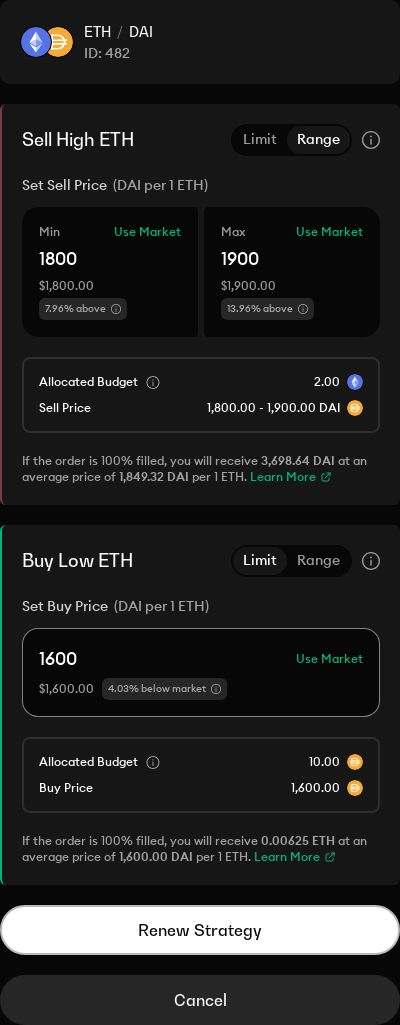 ETH / DAI
ID: 482
Sell High ETH
Limit Range
Set Sell Price (DAI per 1 ETH)
Min Use Market
1800
$1,800.00
7.96% above
Max Use Market
1900
$1,900.00
13.96% above
Allocated Budget 2.00
Sell Price 1,800.00 - 1,900.00 DAI
If the order is 100% filled, you will receive 3,698.64 DAI at an
average price of 1,849.32 DAI per 1 ETH. Learn More
Buy Low ETH
Limit Range
Set Buy Price (DAI per 1 ETH)
1600 Use Market
$1,600.00 4.03% below market
Allocated Budget 10.00
Buy Price 1,600.00
If the order is 100% filled, you will receive 0.00625 ETH at an
average price of 1,600.00 DAI per 1 ETH. Learn More
Renew Strategy
Cancel